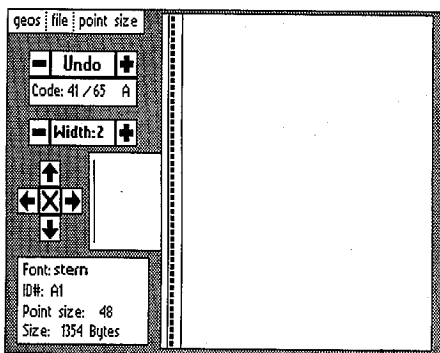 geos file point size
Undo
Code: 41 / 65 A
Width:2
Font: stern
ID#: A1
Point size: 48
Size: 1354 Bytes